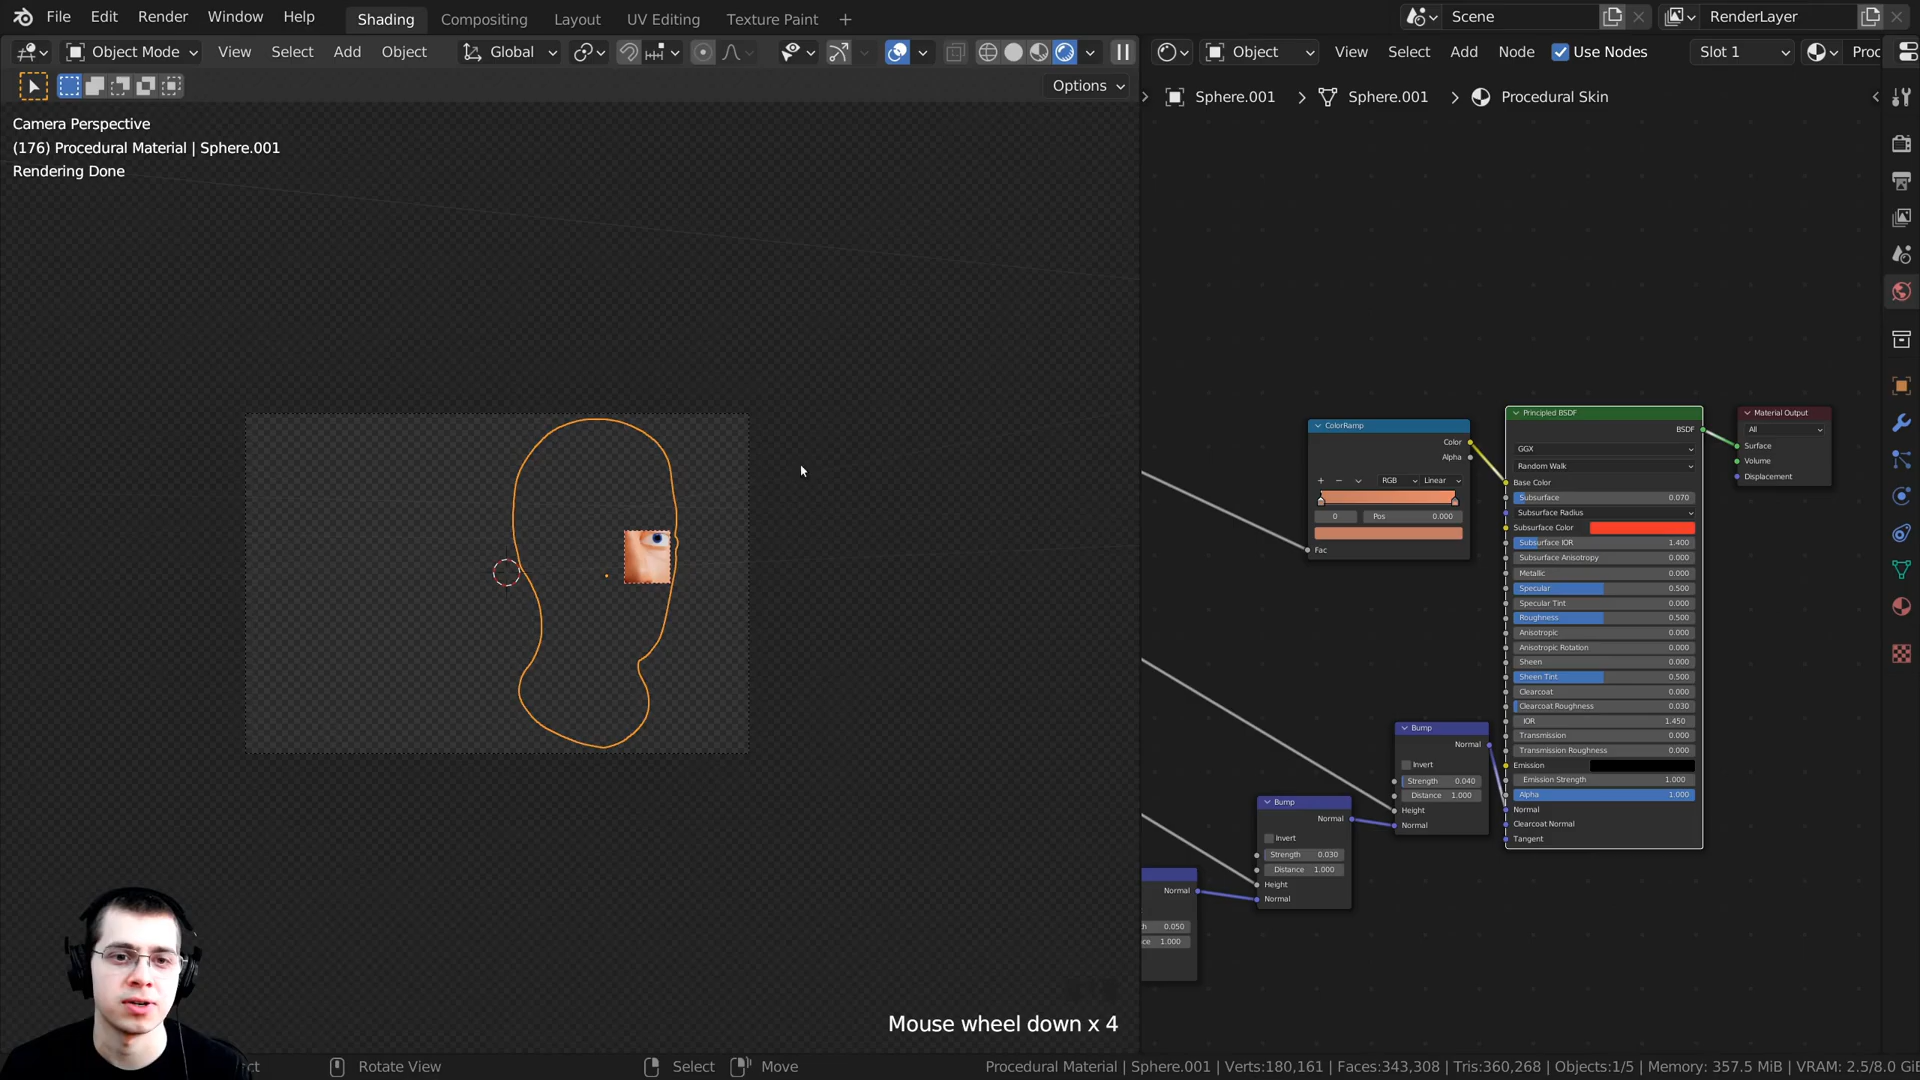 File Edit Render Window Help Shading Compositing Layout UV Editing Texture Paint + Scene RenderLayer
Object Mode View Select Add Object Global Object View Select Add Node Use Nodes Slot 1 Proc
Options
Sphere.001 > Sphere.001 > Procedural Skin
Camera Perspective
(176) Procedural Material | Sphere.001
Rendering Done
ColorRamp
Color
Alpha
RGB Linear
0 Pos 0.000
Fac
Principled BSDF
BSDF
GGX
Random Walk
Base Color
Subsurface 0.070
Subsurface Radius
Subsurface Color
Subsurface IOR 1.400
Subsurface Anisotropy 0.000
Metallic 0.000
Specular 0.500
Specular Tint 0.000
Roughness 0.500
Anisotropic 0.000
Anisotropic Rotation 0.000
Sheen 0.000
Sheen Tint 0.500
Clearcoat 0.000
Clearcoat Roughness 0.030
IOR 1.450
Transmission 0.000
Transmission Roughness 0.000
Emission
Emission Strength 1.000
Alpha 1.000
Normal
Clearcoat Normal
Tangent
Material Output
All
Surface
Volume
Displacement
Bump
Normal
Invert
Strength 0.040
Distance 1.000
Height
Normal
Bump
Normal
Invert
Strength 0.030
Distance 1.000
Height
Normal
Normal
0.050
1.000
Mouse wheel down x 4
Rotate View Select Move Procedural Material | Sphere.001 | Verts:180,161 | Faces:343,308 | Tris:360,268 | Objects:1/5 | Memory: 357.5 MiB | VRAM: 2.5/8.0 Gi